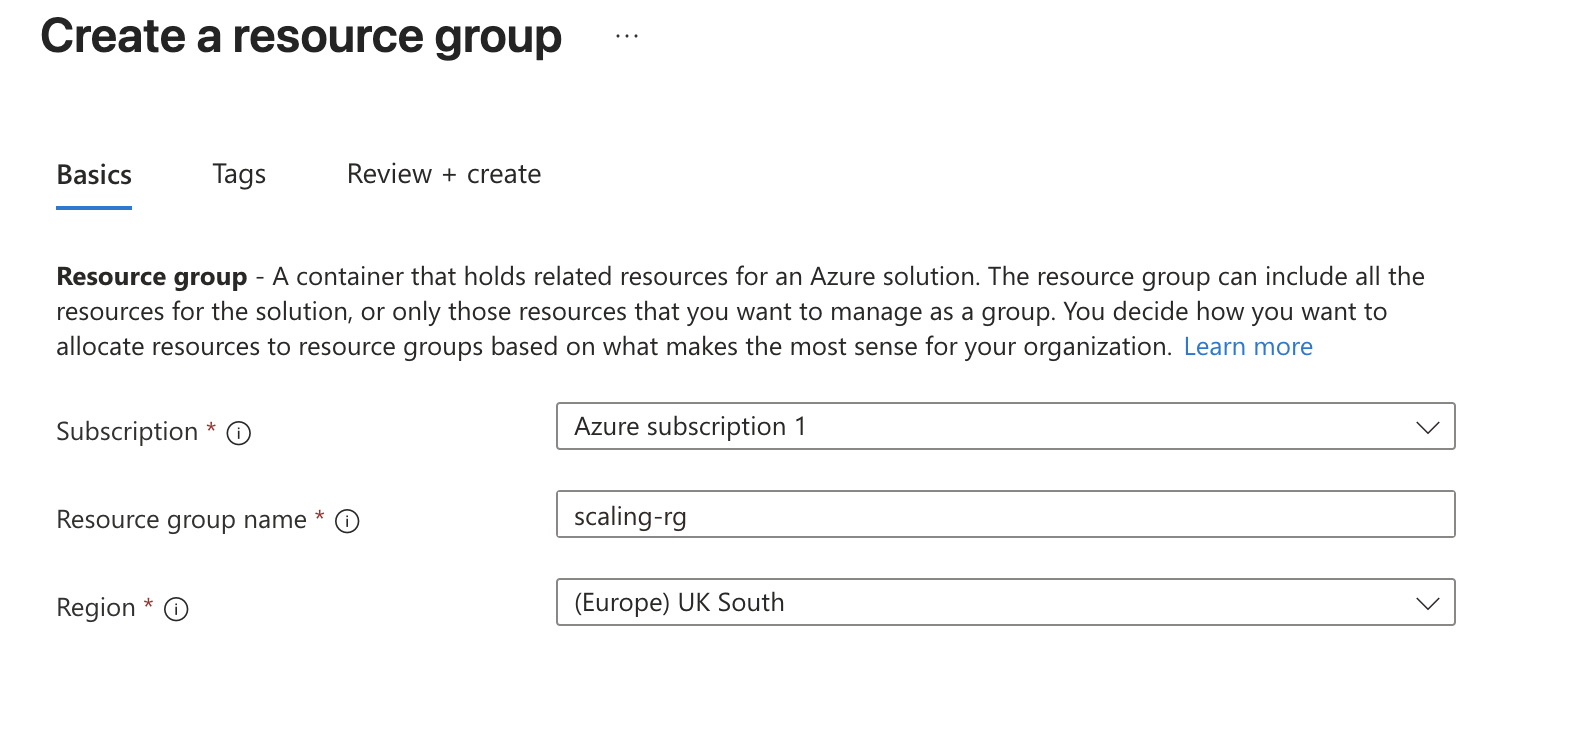 Create a resource group ...
Basics Tags Review + create
Resource group - A container that holds related resources for an Azure solution. The resource group can include all the
resources for the solution, or only those resources that you want to manage as a group. You decide how you want to
allocate resources to resource groups based on what makes the most sense for your organization. Learn more
Subscription * Azure subscription 1
Resource group name * scaling-rg
Region * (Europe) UK South